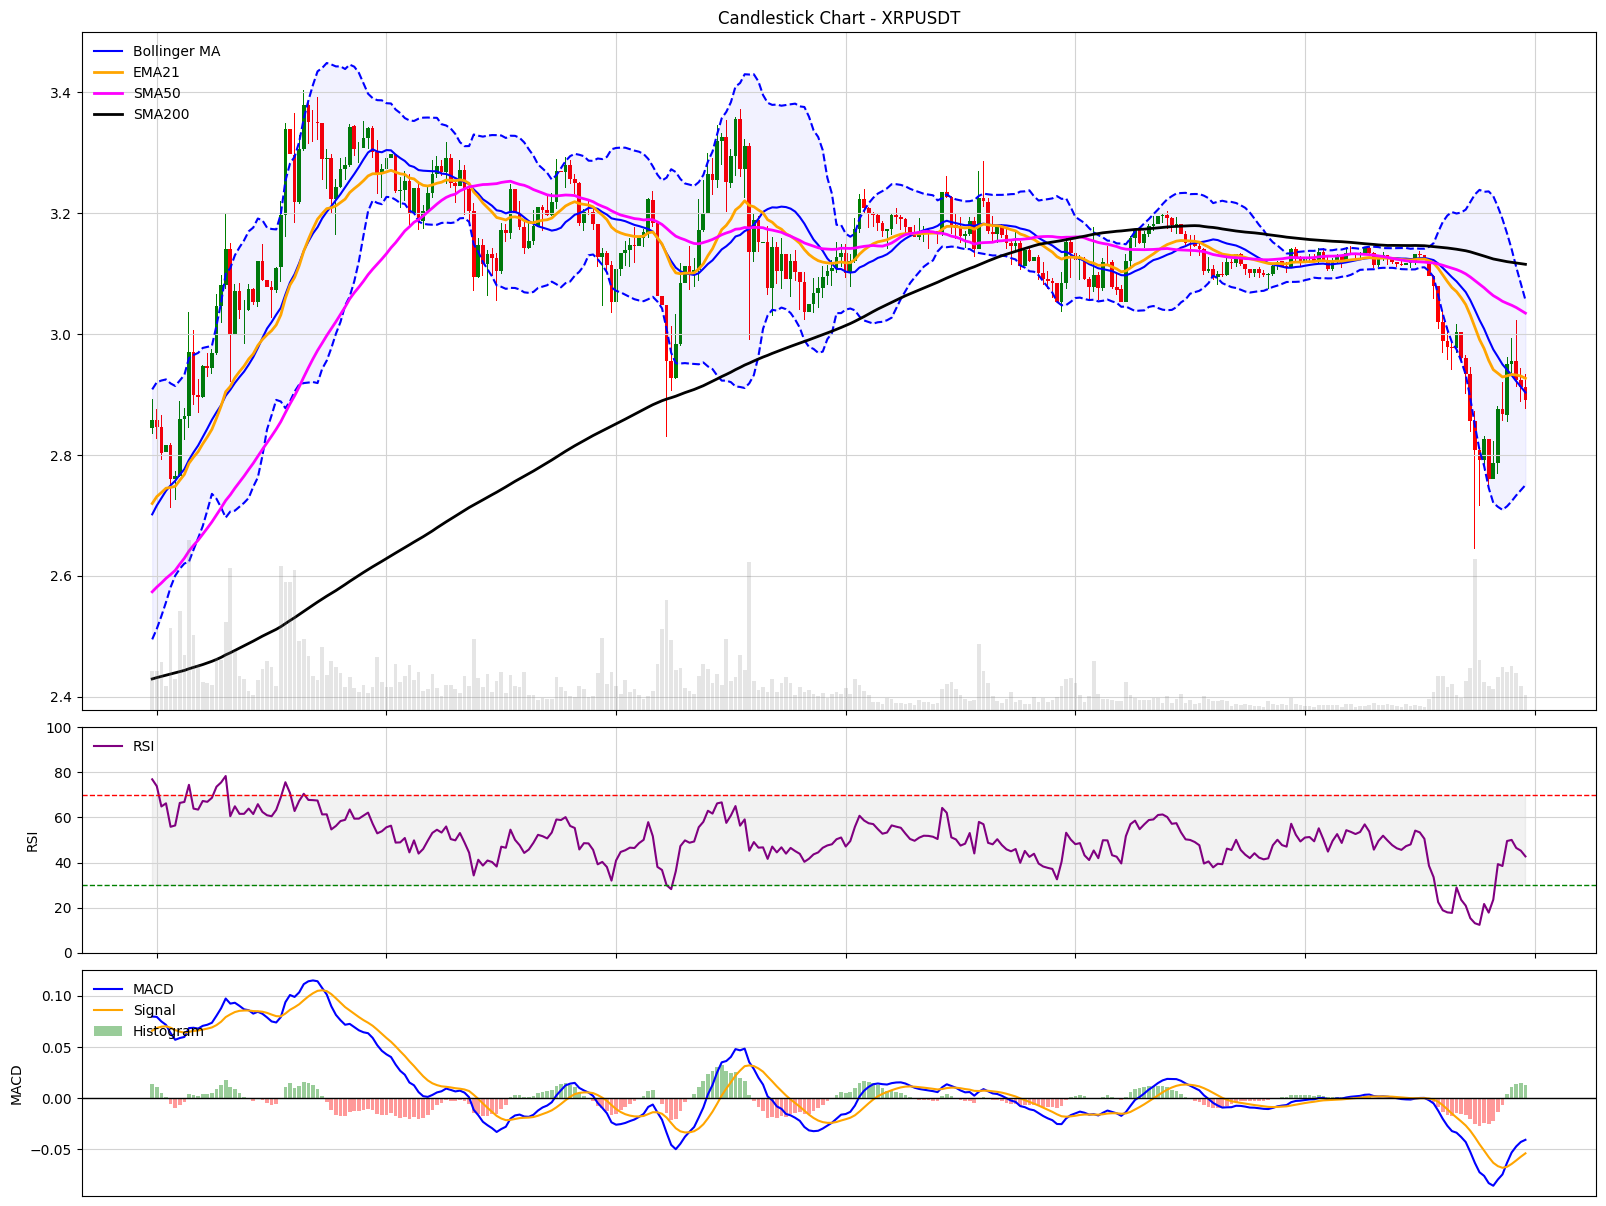 Candlestick Chart - XRPUSDT
Bollinger MA
EMA21
SMA50
SMA200
3.4
3.2
3.0
2.8
2.6
2.4
RSI
100
80
60
40
20
0
RSI
MACD
Signal
Histogram
0.10
0.05
0.00
−0.05
MACD